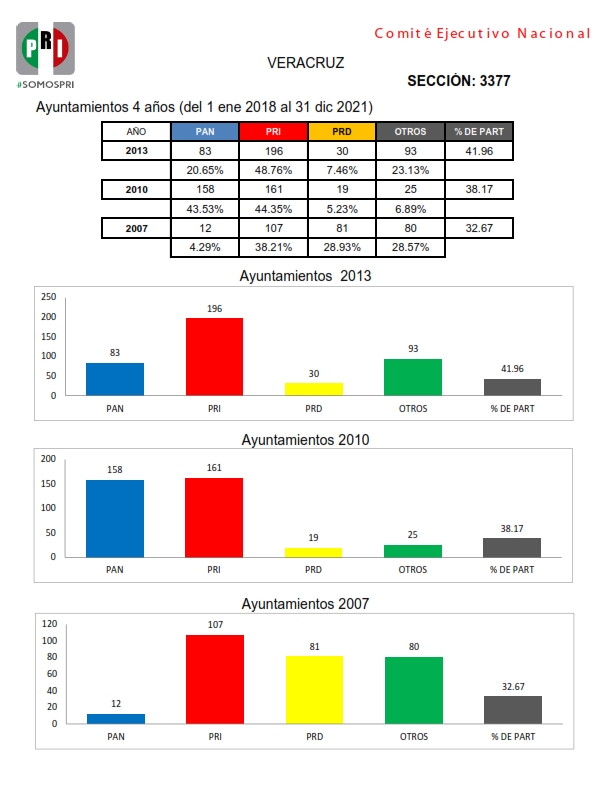 Comité Ejecutivo Nacional
PRI
#SOMOSPRI
VERACRUZ
SECCIÓN: 3377
Ayuntamientos 4 años (del 1 ene 2018 al 31 dic 2021)
AÑO PAN PRI PRD OTROS % DE PART
2013 83 196 30 93 41.96
20.65% 48.76% 7.46% 23.13%
2010 158 161 19 25 38.17
43.53% 44.35% 5.23% 6.89%
2007 12 107 81 80 32.67
4.29% 38.21% 28.93% 28.57%
Ayuntamientos 2013
250
200
150
100
50
0
83
196
30
93
41.96
PAN PRI PRD OTROS % DE PART
Ayuntamientos 2010
200
150
100
50
0
158
161
19
25
38.17
PAN PRI PRD OTROS % DE PART
Ayuntamientos 2007
120
100
80
60
40
20
0
12
107
81
80
32.67
PAN PRI PRD OTROS % DE PART